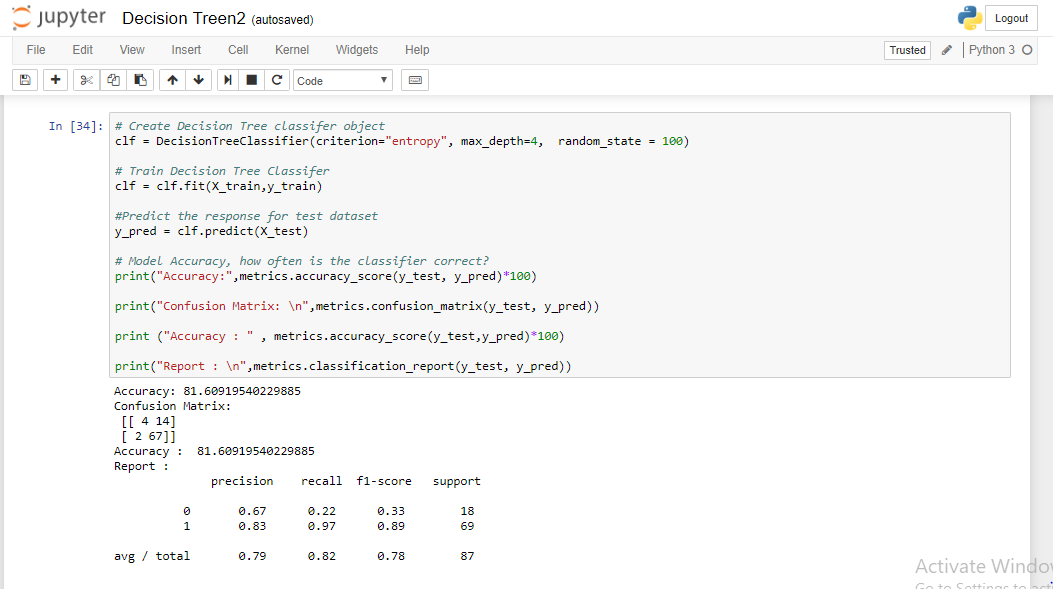 jupyter Decision Treen2 (autosaved)
Logout
File Edit View Insert Cell Kernel Widgets Help
Trusted
Python 3
Code
In [34]:
# Create Decision Tree classifer object
clf = DecisionTreeClassifier(criterion="entropy", max_depth=4,  random_state = 100)
# Train Decision Tree Classifer
clf = clf.fit(X_train,y_train)
#Predict the response for test dataset
y_pred = clf.predict(X_test)
# Model Accuracy, how often is the classifier correct?
print("Accuracy:",metrics.accuracy_score(y_test, y_pred)*100)
print("Confusion Matrix: \n",metrics.confusion_matrix(y_test, y_pred))
print ("Accuracy : " , metrics.accuracy_score(y_test,y_pred)*100)
print("Report : \n",metrics.classification_report(y_test, y_pred))
Accuracy: 81.60919540229885
Confusion Matrix:
[[ 4 14]
[ 2 67]]
Accuracy :  81.60919540229885
Report :
precision recall f1-score support
0 0.67 0.22 0.33 18
1 0.83 0.97 0.89 69
avg / total 0.79 0.82 0.78 87
Activate Windo
Go to Settings to